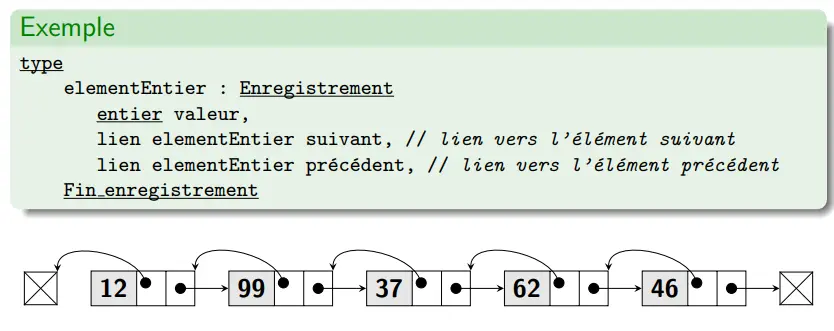 Exemple
type
elementEntier : Enregistrement
entier valeur,
lien elementEntier suivant, // lien vers l'élément suivant
lien elementEntier précédent, // lien vers l'élément précédent
Fin_enregistrement
12 99 37 62 46